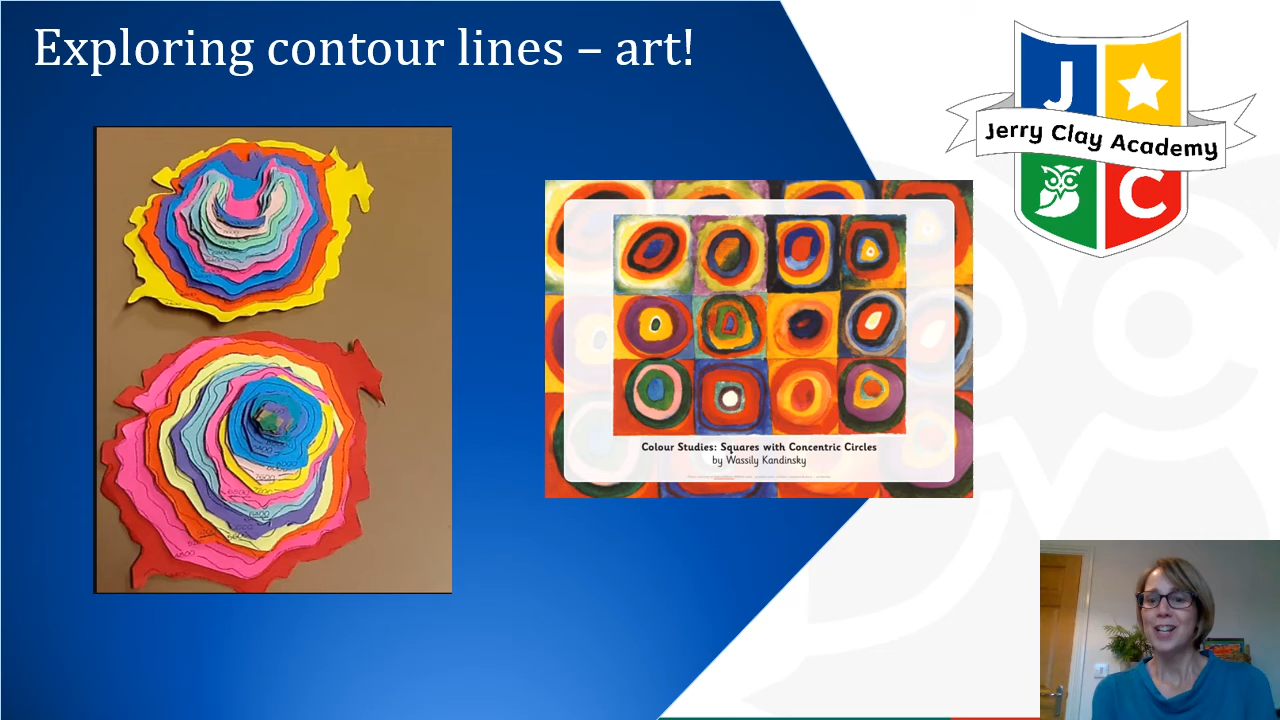 Exploring contour lines – art!
J
Jerry Clay Academy
C
Colour Studies: Squares with Concentric Circles
by Wassily Kandinsky